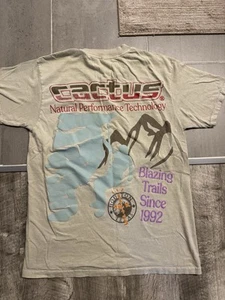 cactus
Natural Performance Technology
Blazing
Trails
Since
1992